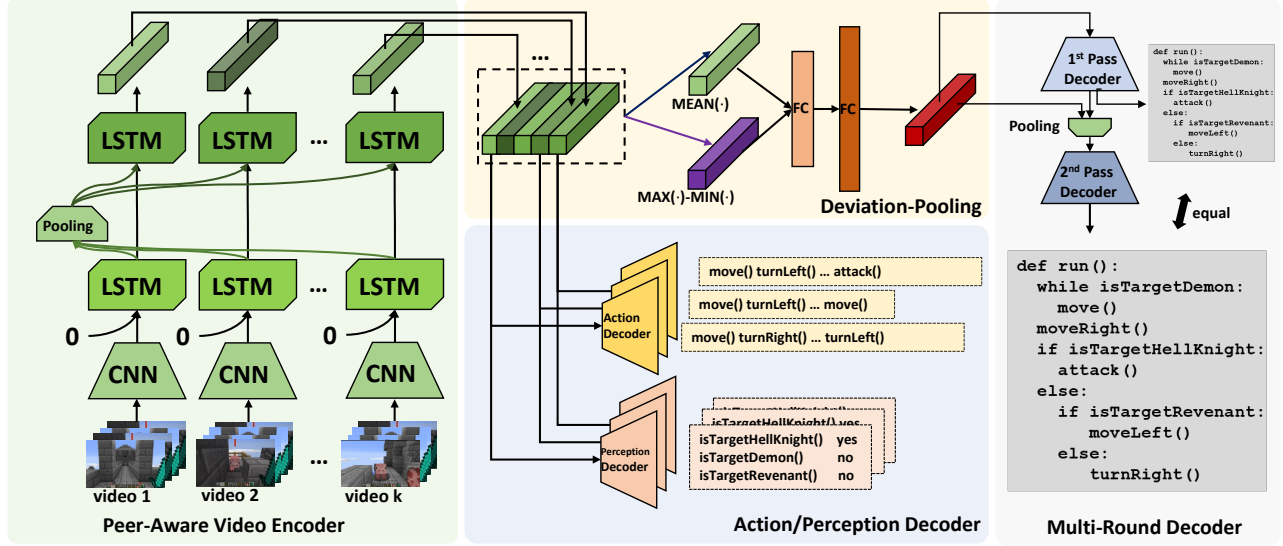 LSTM
LSTM
...
LSTM
Pooling
LSTM
LSTM
...
LSTM
0
0
0
CNN
CNN
CNN
video 1
video 2
...
video k
Peer-Aware Video Encoder
...
MEAN(·)
MAX(·)-MIN(·)
FC
FC
Deviation-Pooling
Action
Decoder
move() turnLeft() ... attack()
move() turnLeft() ... move()
move() turnRight() ... turnLeft()
Perception
Decoder
isTargetHellKnight() yes
isTargetHellKnight() yes
isTargetDemon() no
isTargetRevenant() no
Action/Perception Decoder
1st Pass
Decoder
Pooling
2nd Pass
Decoder
def run():
while isTargetDemon:
move()
moveRight()
if isTargetHellKnight:
attack()
else:
if isTargetRevenant:
moveLeft()
else:
turnRight()
equal
def run():
while isTargetDemon:
move()
moveRight()
if isTargetHellKnight:
attack()
else:
if isTargetRevenant:
moveLeft()
else:
turnRight()
Multi-Round Decoder